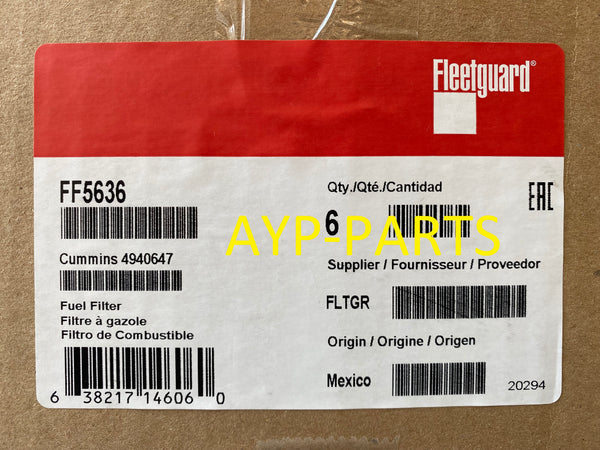 Fleetguard®
FF5636
Qty./Qté./Cantidad
EAC
6
AYP-PARTS
Cummins 4940647
Supplier / Fournisseur / Proveedor
Fuel Filter
Filtre à gazole
Filtro de Combustible
FLTGR
Origin / Origine / Origen
Mexico
20294
6 38217 14606 0